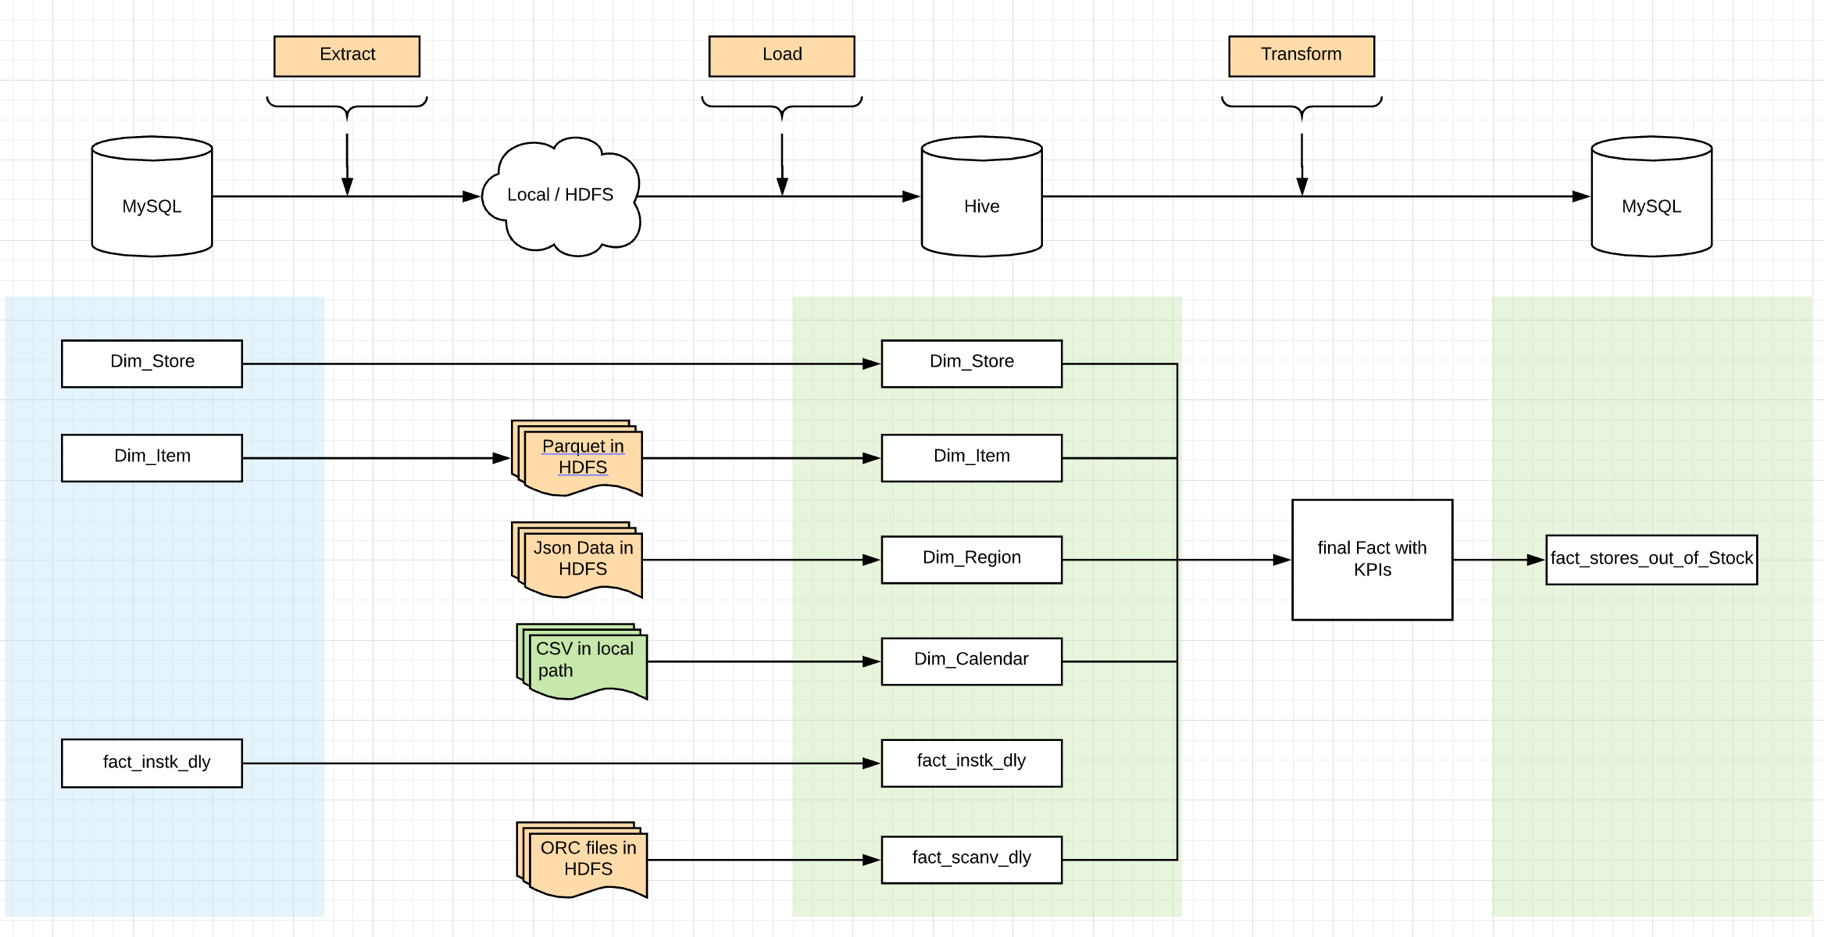 Extract
Load
Transform
MySQL
Local / HDFS
Hive
MySQL
Dim_Store
Dim_Store
Dim_Item
Parquet in
HDFS
Dim_Item
Json Data in
HDFS
Dim_Region
final Fact with
KPIs
fact_stores_out_of_Stock
CSV in local
path
Dim_Calendar
fact_instk_dly
fact_instk_dly
ORC files in
HDFS
fact_scanv_dly